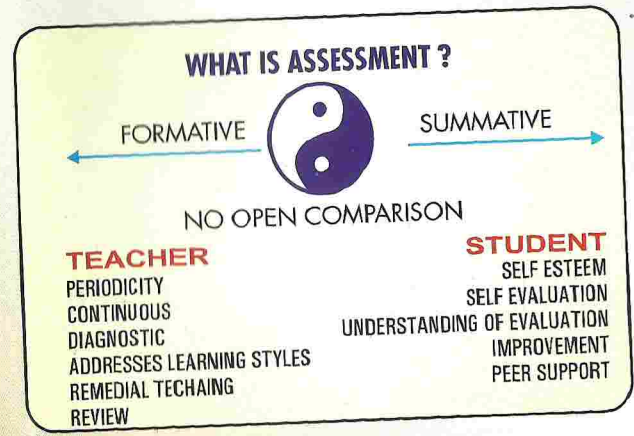 WHAT IS ASSESSMENT ?
FORMATIVE
SUMMATIVE
NO OPEN COMPARISON
TEACHER
PERIODICITY
CONTINUOUS
DIAGNOSTIC
ADDRESSES LEARNING STYLES
REMEDIAL TECHAING
REVIEW
STUDENT
SELF ESTEEM
SELF EVALUATION
UNDERSTANDING OF EVALUATION
IMPROVEMENT
PEER SUPPORT